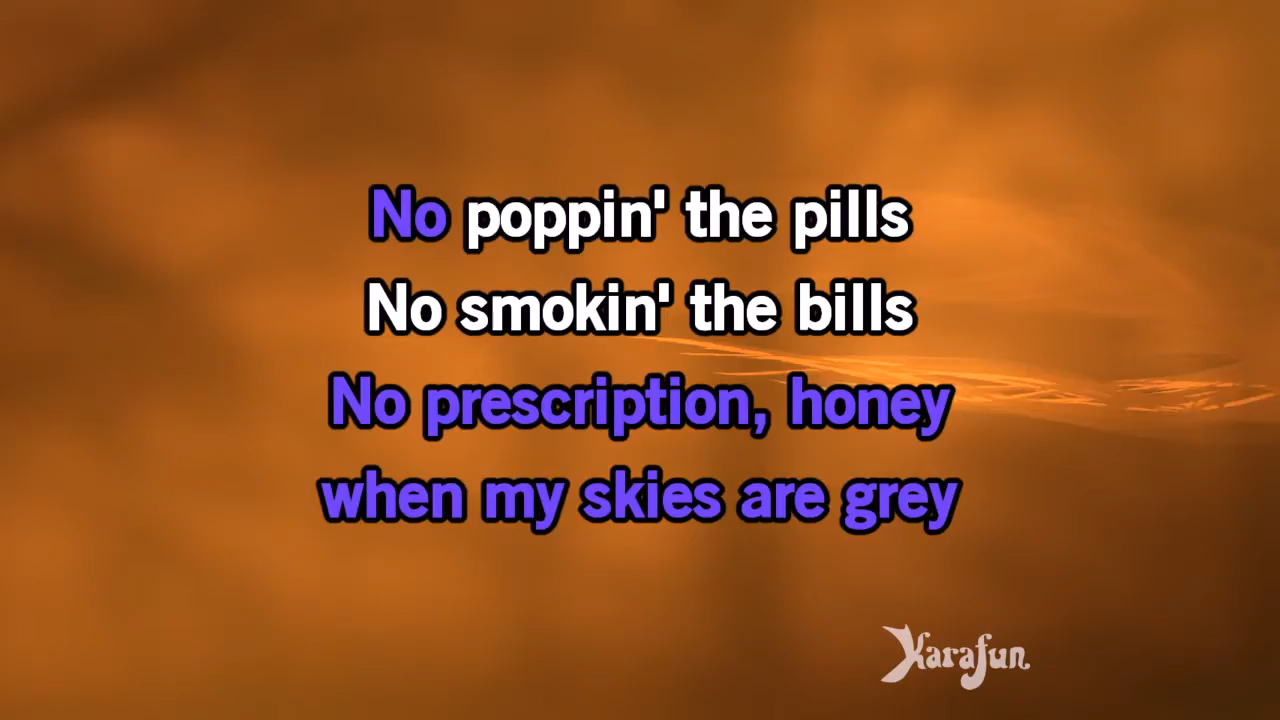 No poppin' the pills
No smokin' the bills
No prescription, honey
when my skies are grey
Karafun